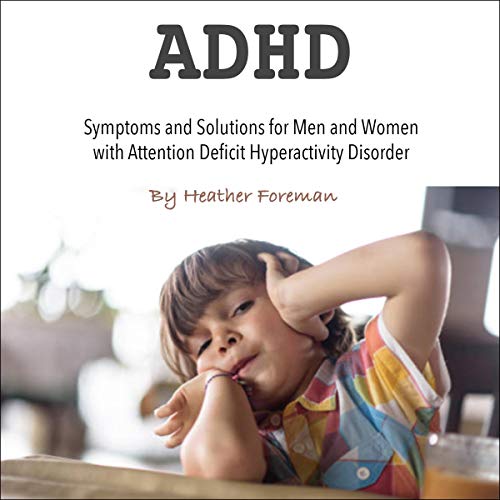 ADHD
Symptoms and Solutions for Men and Women
with Attention Deficit Hyperactivity Disorder
By Heather Foreman